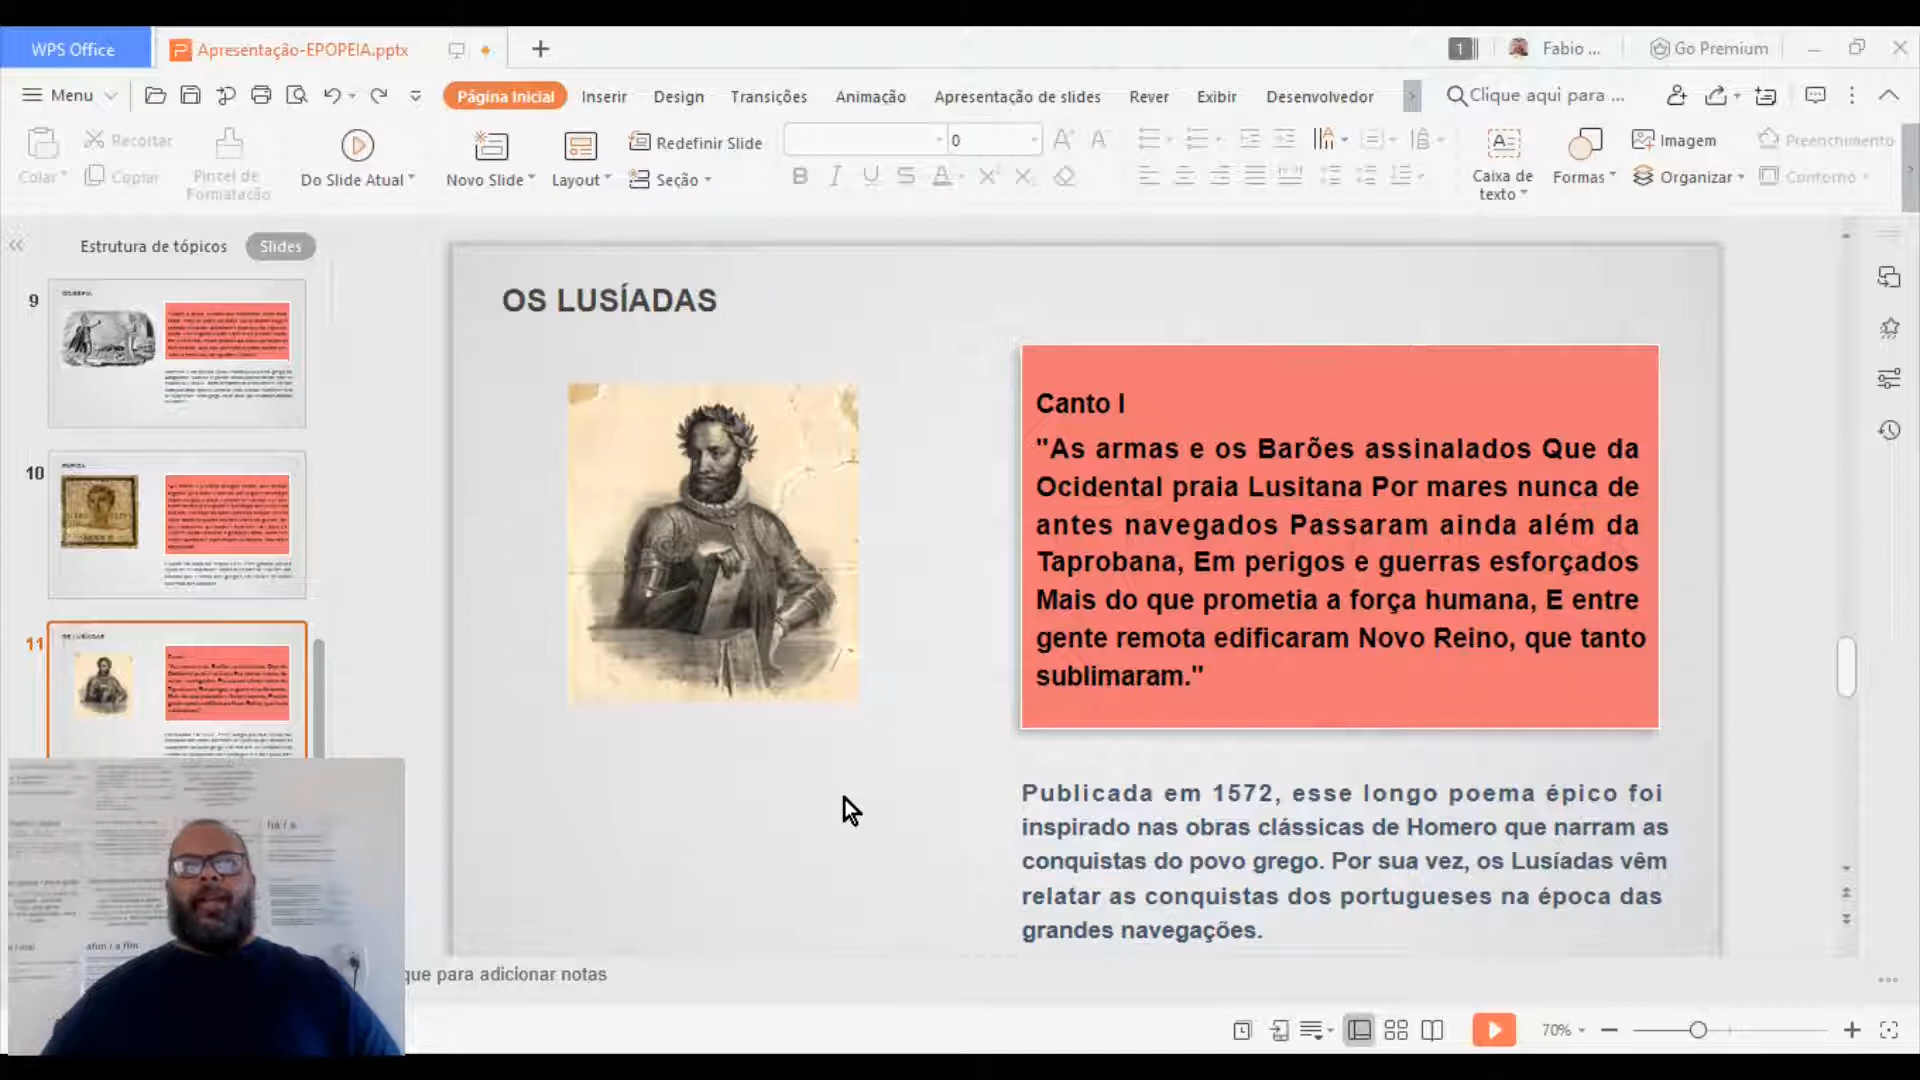 WPS Office
Apresentação-EPOPEIA.pptx
1
Fabio ...
Go Premium
Menu
Página Inicial
Inserir
Design
Transições
Animação
Apresentação de slides
Rever
Exibir
Desenvolvedor
Clique aqui para ...
Colar
Recortar
Copiar
Pincel de
Formatação
Do Slide Atual
Novo Slide
Layout
Redefinir Slide
Seção
0
Caixa de
texto
Formas
Imagem
Organizar
Preenchimento
Contorno
Estrutura de tópicos
Slides
9
10
11
OS LUSÍADAS
OS LUSÍADAS
Canto I
"As armas e os Barões assinalados Que da
Ocidental praia Lusitana Por mares nunca de
antes navegados Passaram ainda além da
Taprobana, Em perigos e guerras esforçados
Mais do que prometia a força humana, E entre
gente remota edificaram Novo Reino, que tanto
sublimaram."
Publicada em 1572, esse longo poema épico foi
inspirado nas obras clássicas de Homero que narram as
conquistas do povo grego. Por sua vez, os Lusíadas vêm
relatar as conquistas dos portugueses na época das
grandes navegações.
há / a
afim / a fim
que para adicionar notas
70%